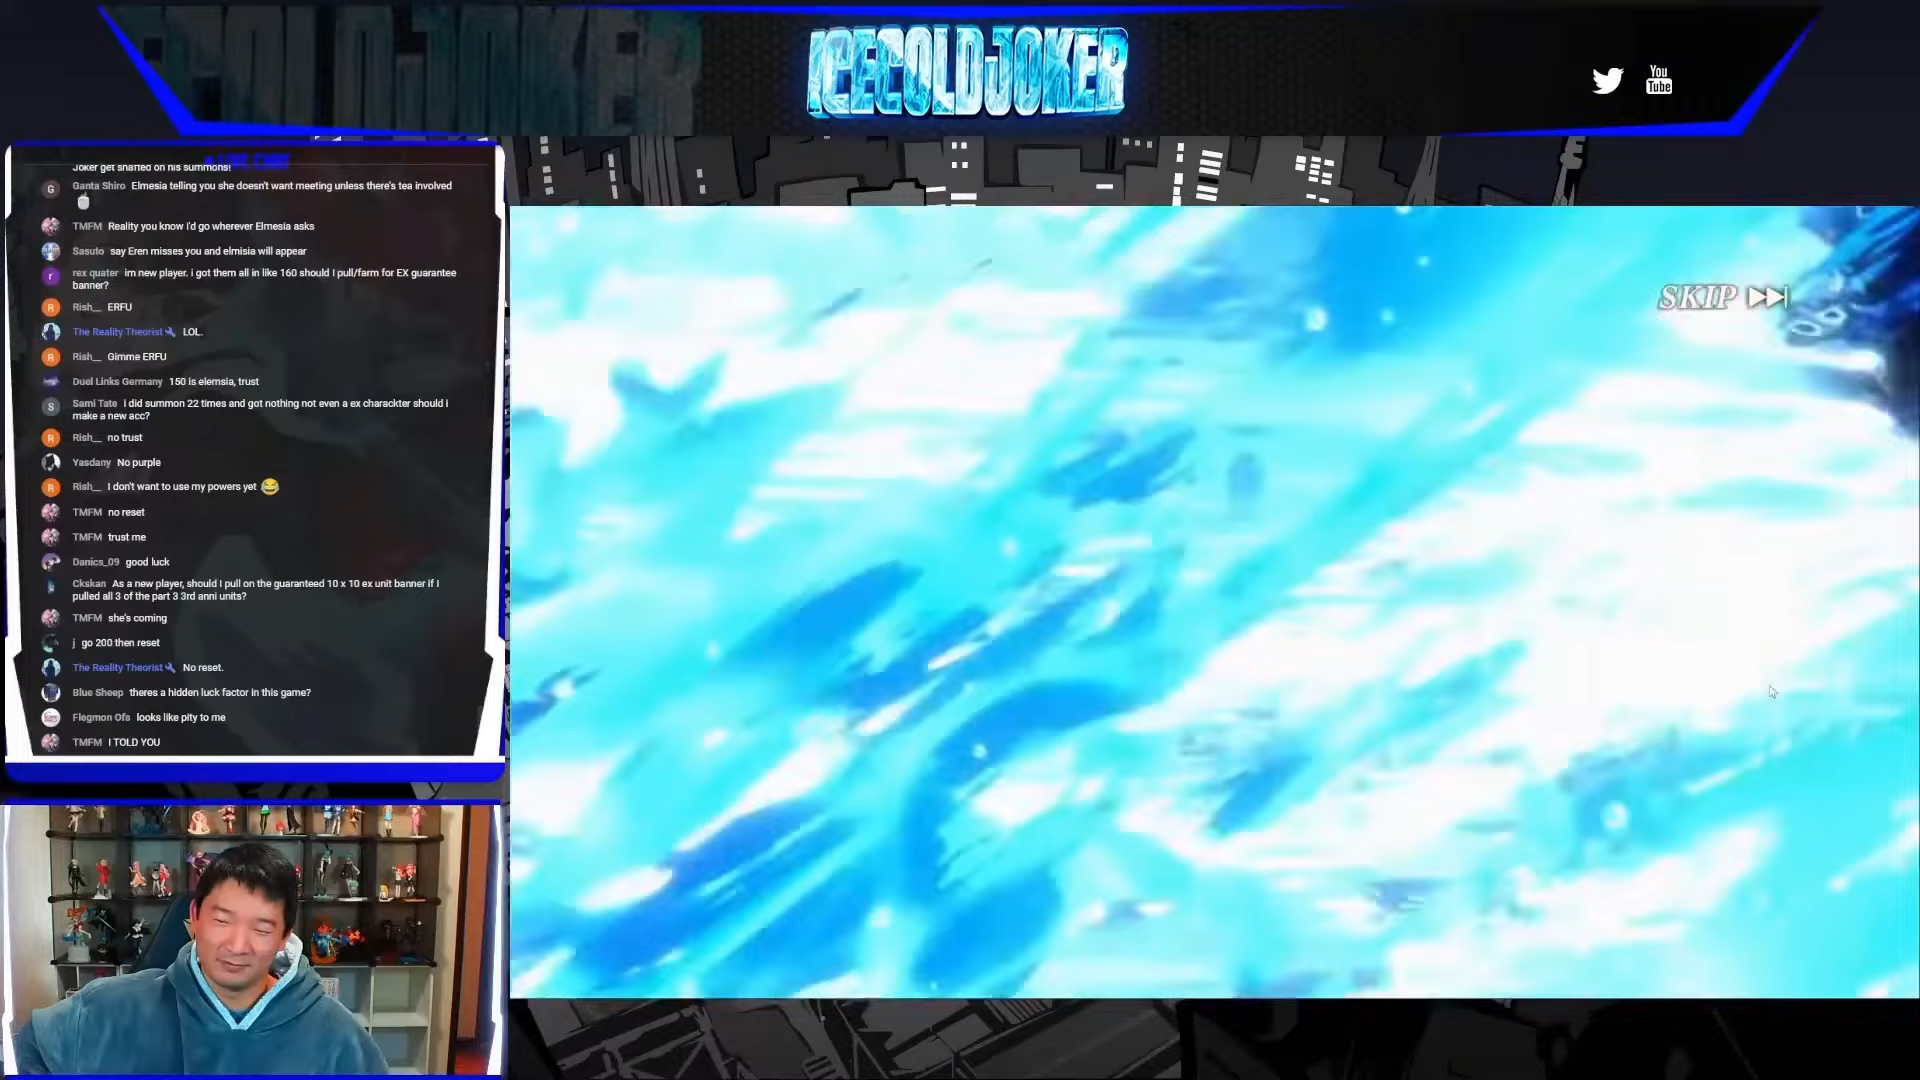 ICECOLDJOKER
You
Tube
LIVE CHAT
Joker get shafted on his summons!
G Ganta Shiro Elmesia telling you she doesn't want meeting unless there's tea involved
TMFM Reality you know I'd go wherever Elmesia asks
Sasuto say Eren misses you and elmisia will appear
r rex quater im new player. i got them all in like 160 should I pull/farm for EX guarantee
banner?
R Rish__ ERFU
The Reality Theorist LOL.
R Rish__ Gimme ERFU
Duel Links Germany 150 is elemsia, trust
S Sami Tate i did summon 22 times and got nothing not even a ex charackter should i
make a new acc?
R Rish__ no trust
Yasdany No purple
R Rish__ I don't want to use my powers yet 😂
TMFM no reset
TMFM trust me
Danics_09 good luck
Ckskan As a new player, should I pull on the guaranteed 10 x 10 ex unit banner if I
pulled all 3 of the part 3 3rd anni units?
TMFM she's coming
j go 200 then reset
The Reality Theorist No reset.
Blue Sheep theres a hidden luck factor in this game?
Flegmon Ofs looks like pity to me
TMFM I TOLD YOU
SKIP